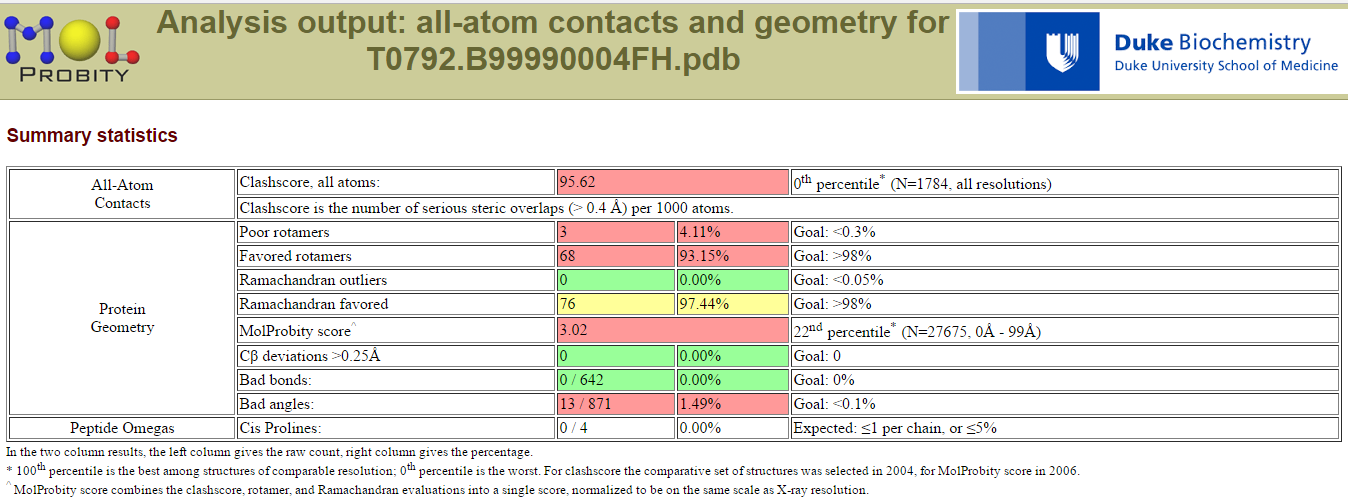 MOL
PROBITY
Analysis output: all-atom contacts and geometry for
T0792.B99990004FH.pdb
Duke Biochemistry
Duke University School of Medicine
Summary statistics
All-Atom
Contacts
Clashscore, all atoms: 95.62 0th percentile* (N=1784, all resolutions)
Clashscore is the number of serious steric overlaps (> 0.4 Å) per 1000 atoms.
Protein
Geometry
Poor rotamers 3 4.11% Goal: <0.3%
Favored rotamers 68 93.15% Goal: >98%
Ramachandran outliers 0 0.00% Goal: <0.05%
Ramachandran favored 76 97.44% Goal: >98%
MolProbity score^ 3.02 22nd percentile* (N=27675, 0Å - 99Å)
Cβ deviations >0.25Å 0 0.00% Goal: 0
Bad bonds: 0 / 642 0.00% Goal: 0%
Bad angles: 13 / 871 1.49% Goal: <0.1%
Peptide Omegas Cis Prolines: 0 / 4 0.00% Expected: ≤1 per chain, or ≤5%
In the two column results, the left column gives the raw count, right column gives the percentage.
* 100th percentile is the best among structures of comparable resolution; 0th percentile is the worst. For clashscore the comparative set of structures was selected in 2004, for MolProbity score in 2006.
^ MolProbity score combines the clashscore, rotamer, and Ramachandran evaluations into a single score, normalized to be on the same scale as X-ray resolution.